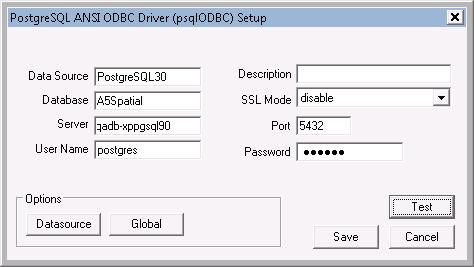 PostgreSQL ANSI ODBC Driver (psqlODBC) Setup
Data Source PostgreSQL30
Description
Database A5Spatial
SSL Mode disable
Server qadb-xppgsql90
Port 5432
User Name postgres
Password ●●●●●●
Options
Datasource
Global
Test
Save
Cancel